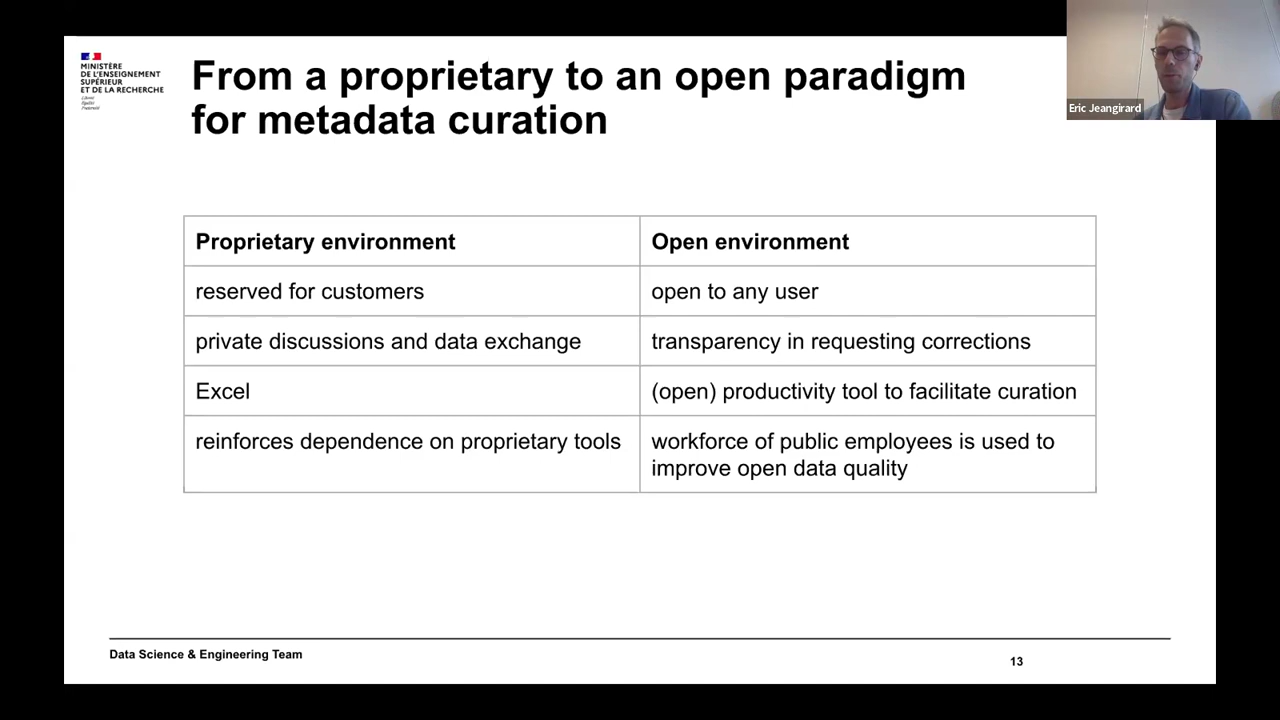 MINISTÈRE
DE L'ENSEIGNEMENT
SUPÉRIEUR
ET DE LA RECHERCHE
Liberté
Égalité
Fraternité
From a proprietary to an open paradigm
for metadata curation
Eric Jeangirard
Proprietary environment
Open environment
reserved for customers
open to any user
private discussions and data exchange
transparency in requesting corrections
Excel
(open) productivity tool to facilitate curation
reinforces dependence on proprietary tools
workforce of public employees is used to
improve open data quality
Data Science & Engineering Team
13